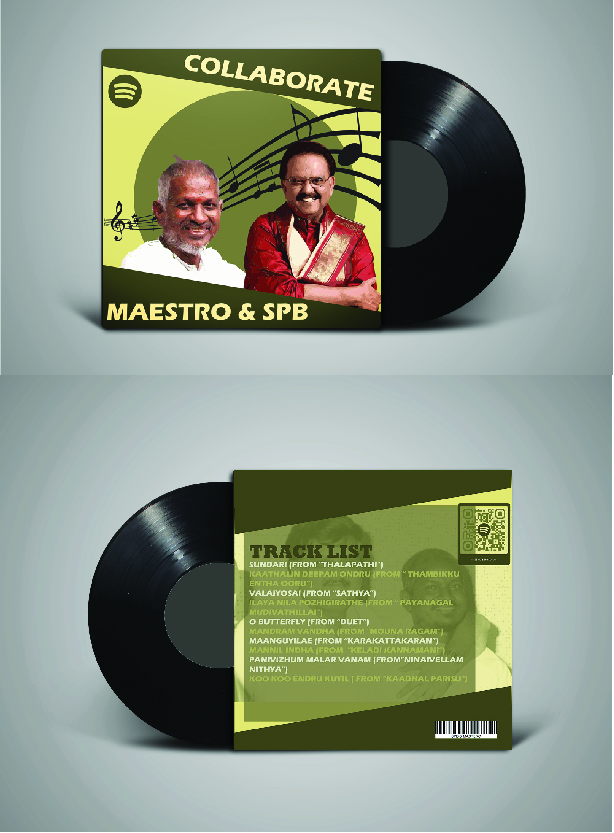 COLLABORATE
MAESTRO & SPB
TRACK LIST
SUNDARI (FROM "THALAPATHI")
KAATHALIN DEEPAM ONDRU (FROM " THAMBIKKU
ENTHA OORU")
VALAIYOSAI (FROM "SATHYA")
ILAYA NILA POZHIGIRATHE (FROM " PAYANAGAL
MUDIVATHILLAI")
O BUTTERFLY (FROM "DUET")
MANDRAM VANDHA (FROM "MOUNA RAGAM")
MAANGUYILAE (FROM "KARAKATTAKARAN")
MANNIL INDHA (FROM "KELADI KANNAMANI")
PANIVIZHUM MALAR VANAM (FROM"NINAIVELLAM
NITHYA")
KOO KOO ENDRU KUYIL ( FROM "KAADHAL PARISU")